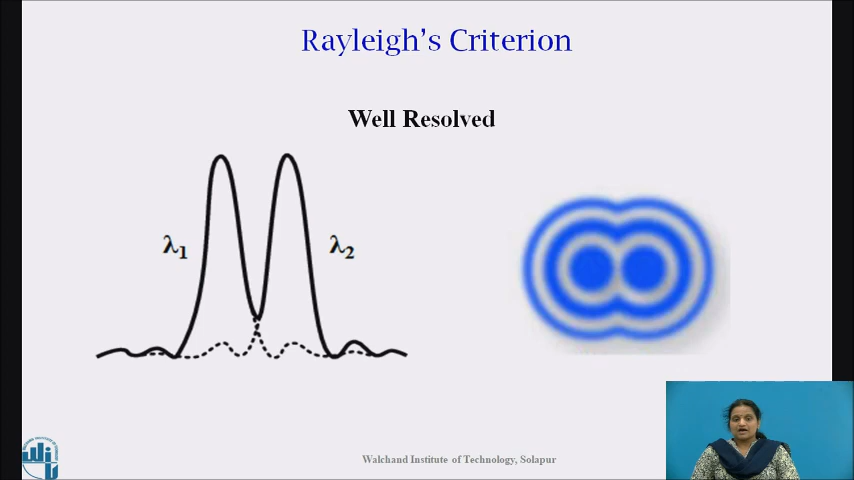 Rayleigh's Criterion
Well Resolved
λ1
λ2
Walchand Institute of Technology, Solapur